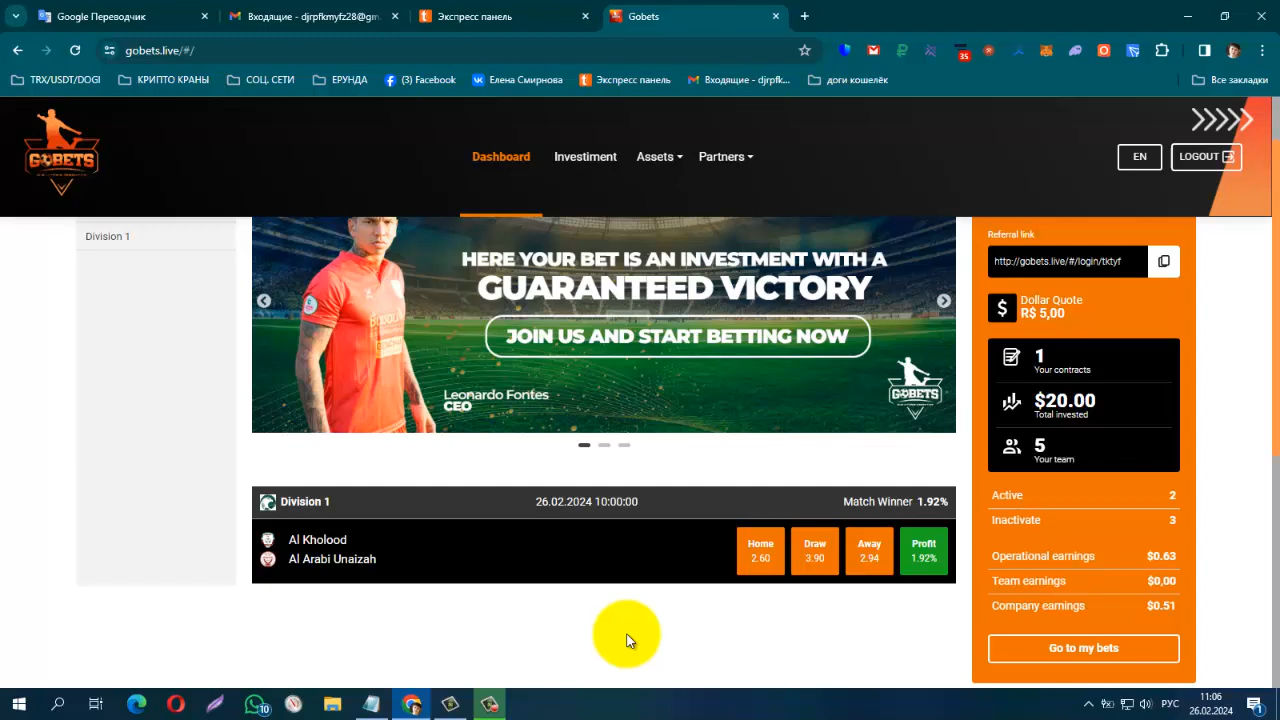 Google Переводчик
Входящие - djrpfkmyfz28@gm
Экспресс панель
Gobets
gobets.live/#/
35
TRX/USDT/DOGI
КРИПТО КРАНЫ
СОЦ. СЕТИ
ЕРУНДА
(3) Facebook
Елена Смирнова
Экспресс панель
Входящие - djrpfk...
доги кошелёк
Все закладки
GOBETS
Dashboard
Investiment
Assets
Partners
EN
LOGOUT
Division 1
HERE YOUR BET IS AN INVESTMENT WITH A
GUARANTEED VICTORY
JOIN US AND START BETTING NOW
Leonardo Fontes
CEO
GOBETS
Referral link
http://gobets.live/#/login/tktyf
Dollar Quote
R$ 5,00
1
Your contracts
$20.00
Total invested
5
Your team
Active 2
Inactivate 3
Operational earnings $0.63
Team earnings $0,00
Company earnings $0.51
Go to my bets
Division 1 26.02.2024 10:00:00 Match Winner 1.92%
Al Kholood
Al Arabi Unaizah
Home
2.60
Draw
3.90
Away
2.94
Profit
1.92%
10
РУС
11:06
26.02.2024
1